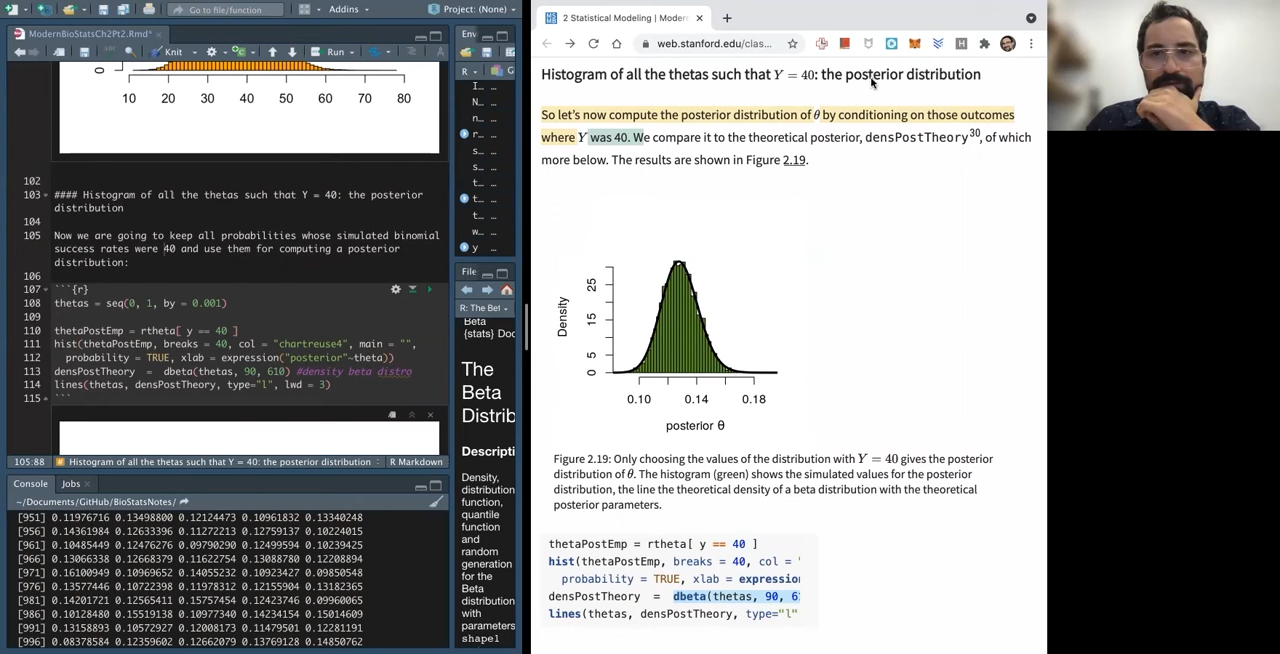 Go to file/function
Addins
Project: (None)
ModernBioStatsCh2Pt2.Rmd*
Knit
Run
0
10 20 30 40 50 60 70 80
102
103 #### Histogram of all the thetas such that Y = 40: the posterior
distribution
104
105 Now we are going to keep all probabilities whose simulated binomial
success rates were 40 and use them for computing a posterior
distribution:
106
107 ```{r}
108 thetas = seq(0, 1, by = 0.001)
109
110 thetaPostEmp = rtheta[ y == 40 ]
111 hist(thetaPostEmp, breaks = 40, col = "chartreuse4", main = "",
112 probability = TRUE, xlab = expression("posterior"~theta))
113 densPostTheory = dbeta(thetas, 90, 610) #density beta distro
114 lines(thetas, densPostTheory, type="l", lwd = 3)
115 ```
105:88 Histogram of all the thetas such that Y = 40: the posterior distribution R Markdown
Console Jobs
~/Documents/GitHub/BioStatsNotes/
[951] 0.11976716 0.13498800 0.12124473 0.10961832 0.13340248
[956] 0.14361984 0.12633396 0.11272213 0.12759137 0.10224015
[961] 0.10485449 0.12476276 0.09790290 0.12499594 0.10239425
[966] 0.13066338 0.12668379 0.11622754 0.13088780 0.12208894
[971] 0.16100949 0.10969652 0.14055232 0.10923427 0.09850548
[976] 0.13577446 0.10722398 0.11978312 0.12155904 0.13182365
[981] 0.14201721 0.12565411 0.15757454 0.12423746 0.09960065
[986] 0.10128480 0.15519138 0.10977340 0.14234154 0.15014609
[991] 0.13158893 0.10572927 0.12008173 0.11479501 0.12281191
[996] 0.08384584 0.12359602 0.12662079 0.13769128 0.14850762
Env
R
I... ...
N... ...
n... ...
r... ...
s... ...
s... ...
t... ...
t... ...
t... ...
w... ...
y ...
File
R: The Bet
Beta
{stats} Doc
The
Beta
Distrib
Descripti
Density,
distribution
function,
quantile
function
and
random
generation
for the
Beta
distribution
with
parameters
shape1
2 Statistical Modeling | Modern
web.stanford.edu/clas...
Histogram of all the thetas such that Y = 40: the posterior distribution
So let's now compute the posterior distribution of θ by conditioning on those outcomes
where Y was 40. We compare it to the theoretical posterior, densPostTheory30, of which
more below. The results are shown in Figure 2.19.
Density
25
15
5
0
0.10 0.14 0.18
posterior θ
Figure 2.19: Only choosing the values of the distribution with Y = 40 gives the posterior
distribution of θ. The histogram (green) shows the simulated values for the posterior
distribution, the line the theoretical density of a beta distribution with the theoretical
posterior parameters.
thetaPostEmp = rtheta[ y == 40 ]
hist(thetaPostEmp, breaks = 40, col = "
probability = TRUE, xlab = expression
densPostTheory = dbeta(thetas, 90, 6
lines(thetas, densPostTheory, type="l"